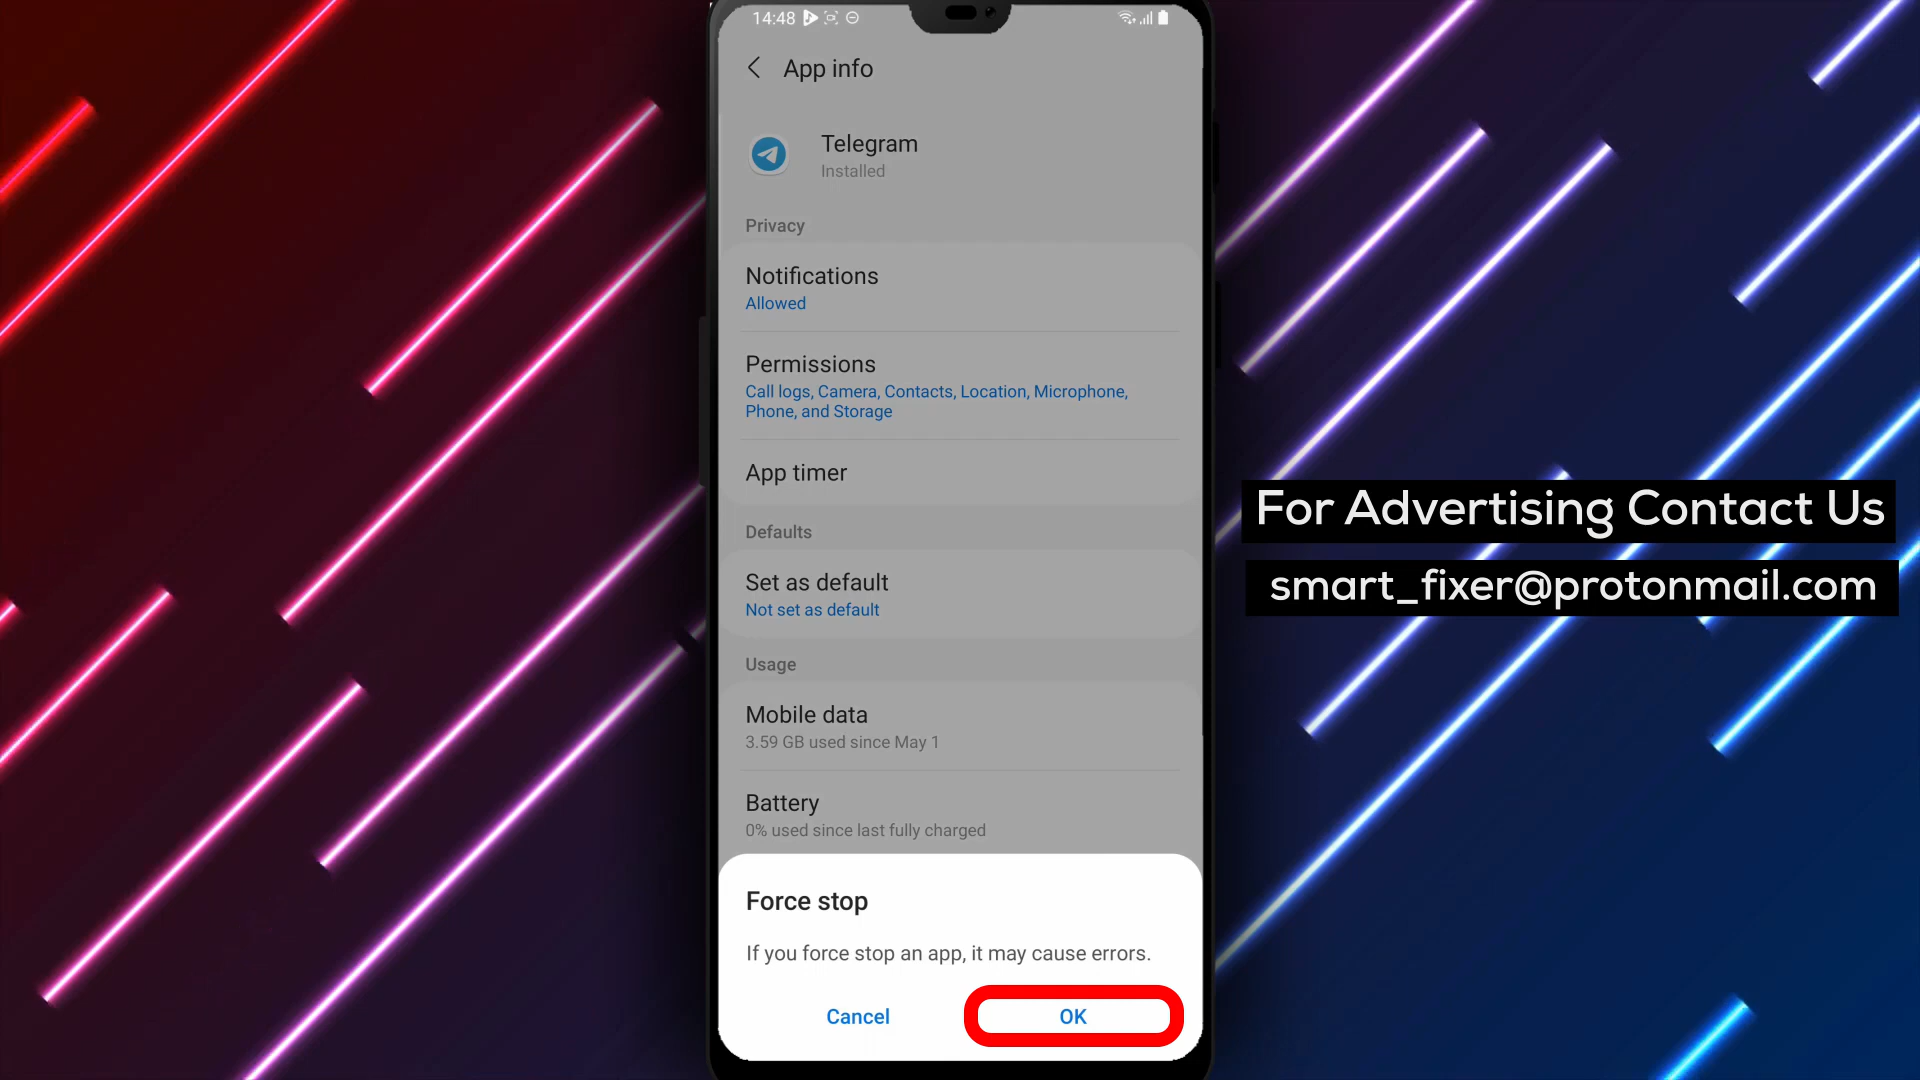 14:48
App info
Telegram
Installed
Privacy
Notifications
Allowed
Permissions
Call logs, Camera, Contacts, Location, Microphone,
Phone, and Storage
App timer
Defaults
Set as default
Not set as default
Usage
Mobile data
3.59 GB used since May 1
Battery
0% used since last fully charged
Force stop
If you force stop an app, it may cause errors.
Cancel
OK
For Advertising Contact Us
smart_fixer@protonmail.com